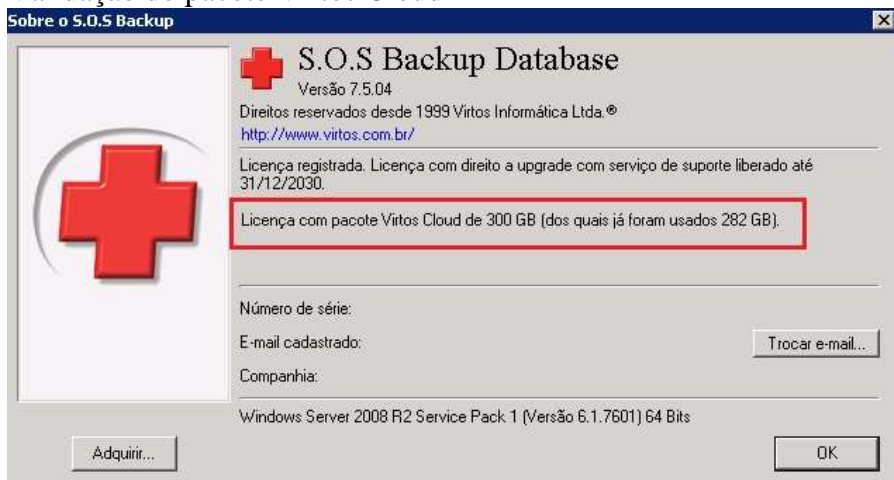 Sobre o S.O.S Backup
S.O.S Backup Database
Versão 7.5.04
Direitos reservados desde 1999 Virtos Informática Ltda.®
http://www.virtos.com.br/
Licença registrada. Licença com direito a upgrade com serviço de suporte liberado até
31/12/2030.
Licença com pacote Virtos Cloud de 300 GB (dos quais já foram usados 282 GB).
Número de série:
E-mail cadastrado:
Trocar e-mail...
Companhia:
Windows Server 2008 R2 Service Pack 1 (Versão 6.1.7601) 64 Bits
Adquirir...
OK